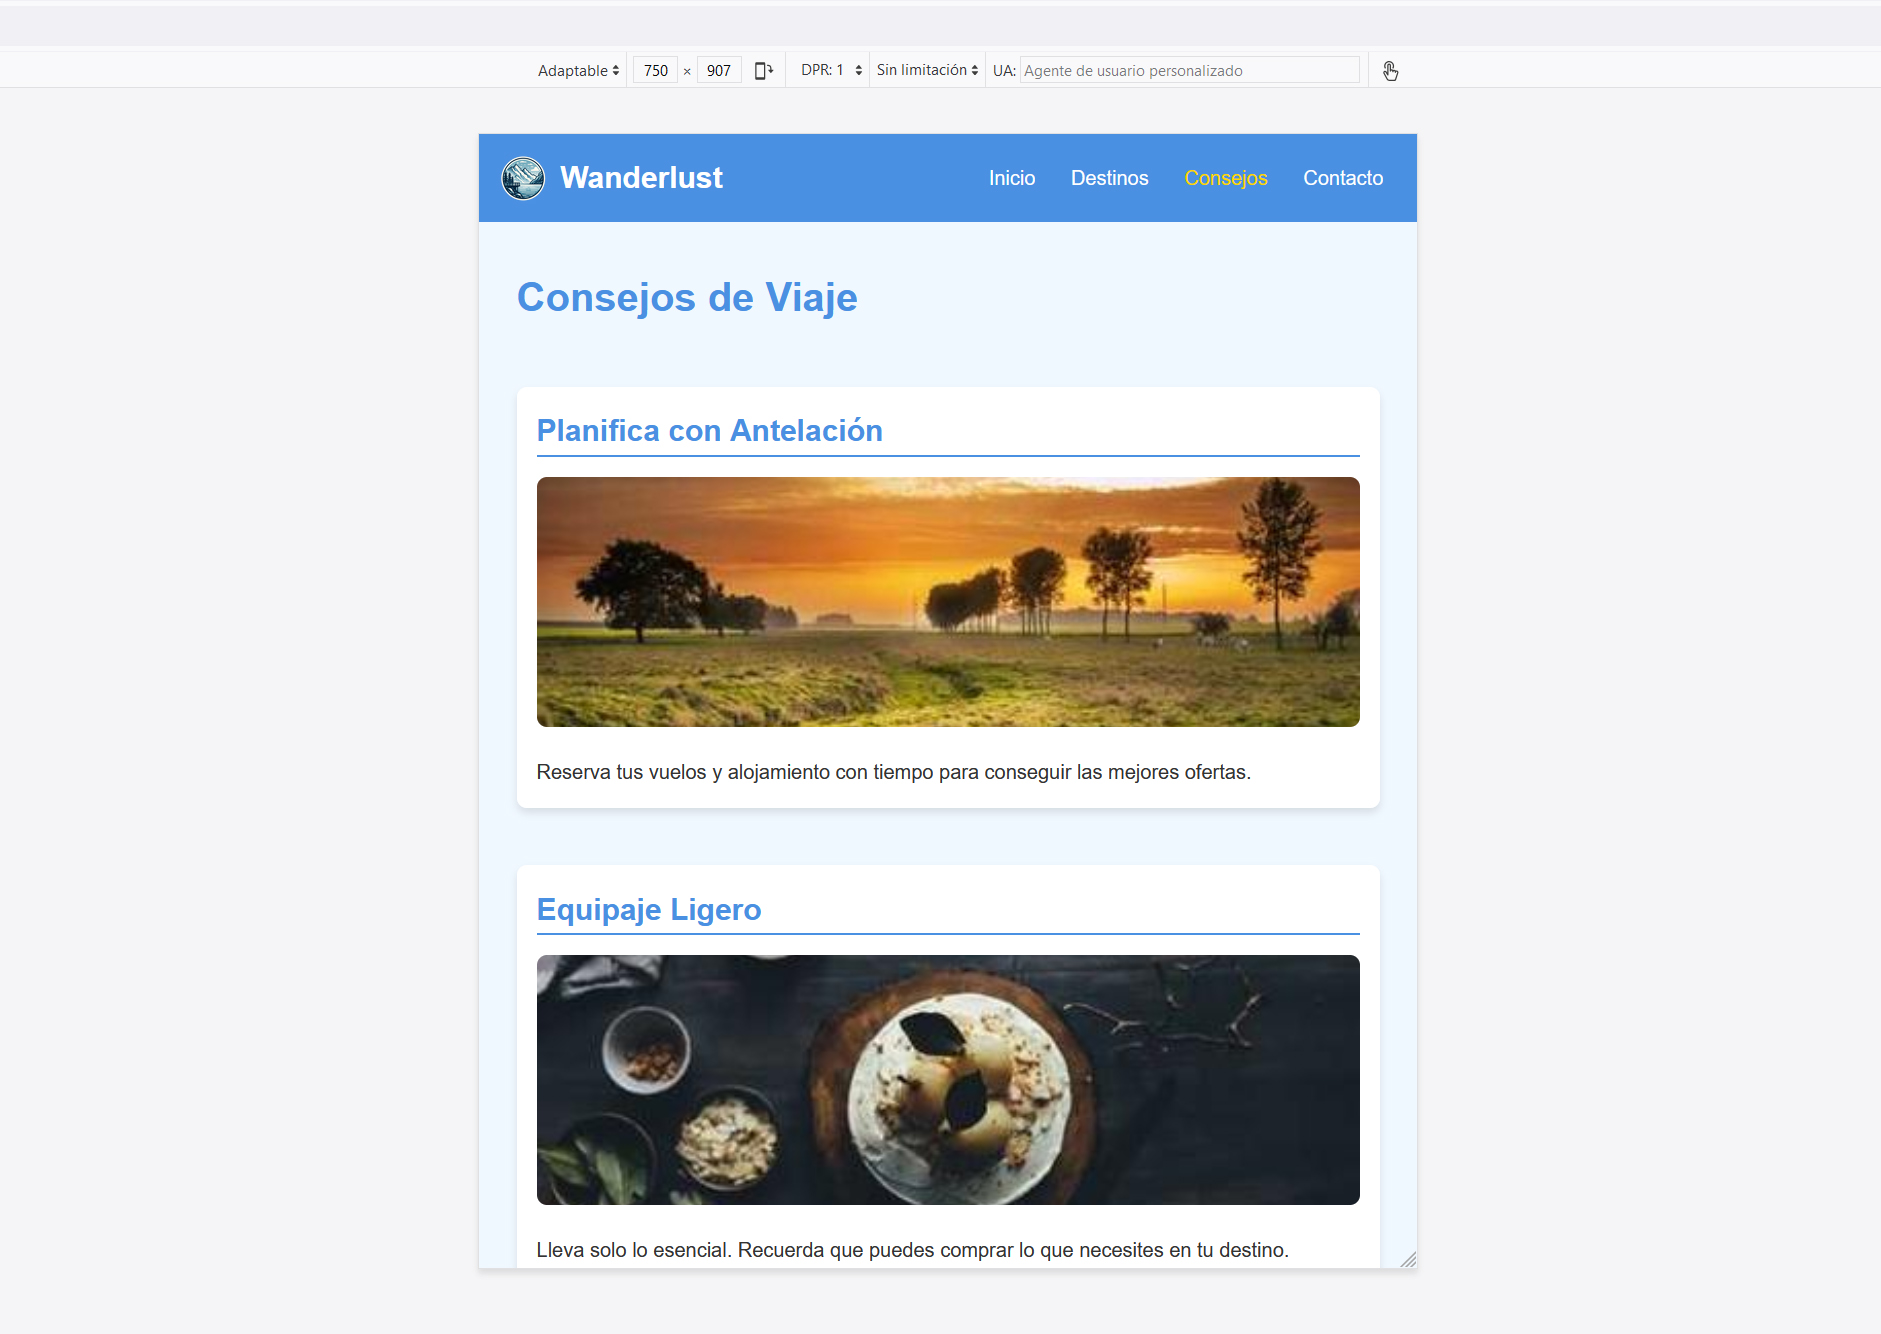 Adaptable 750 × 907 DPR: 1 Sin limitación UA: Agente de usuario personalizado
Wanderlust Inicio Destinos Consejos Contacto
Consejos de Viaje
Planifica con Antelación
Reserva tus vuelos y alojamiento con tiempo para conseguir las mejores ofertas.
Equipaje Ligero
Lleva solo lo esencial. Recuerda que puedes comprar lo que necesites en tu destino.